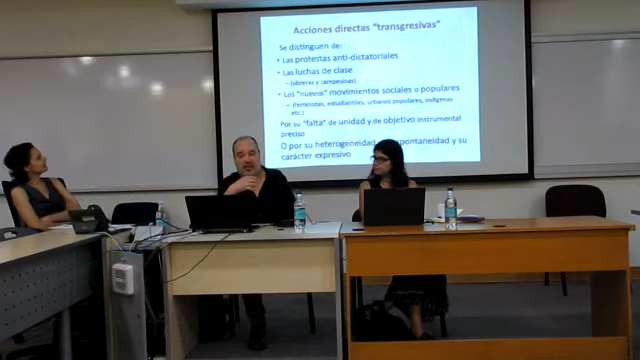 Acciones directas “transgresivas”
Se distinguen de:
• Las protestas anti-dictatoriales
• Las luchas de clase
–(obreras y campesinas)
• Los "nuevos" movimientos sociales o populares
– (feministas, estudiantiles, urbanos populares, indígenas
etc.)
Por su "falta" de unidad y de objetivo instrumental
preciso
O por su heterogeneidad, espontaneidad y su
carácter expresivo